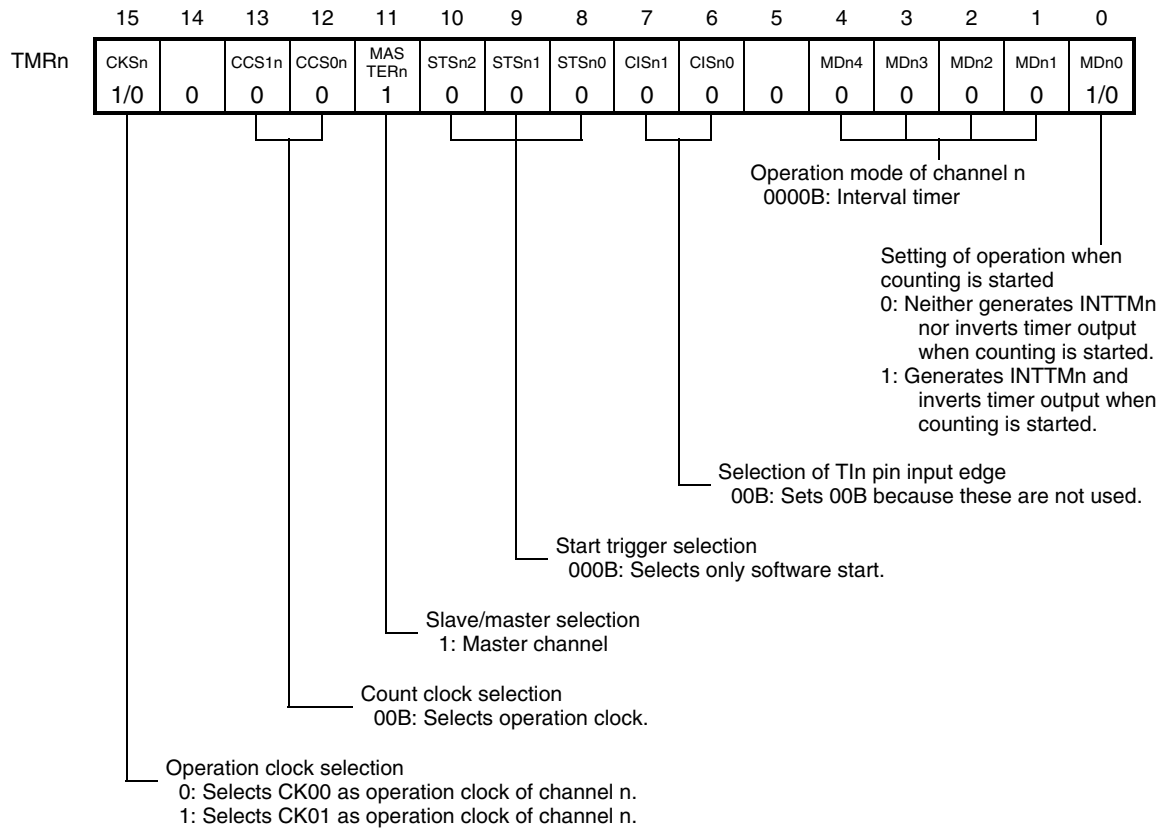 15 14 13 12 11 10 9 8 7 6 5 4 3 2 1 0
TMRn CKSn CCS1n CCS0n MAS TERn STSn2 STSn1 STSn0 CISn1 CISn0 MDn4 MDn3 MDn2 MDn1 MDn0
1/0 0 0 0 1 0 0 0 0 0 0 0 0 0 0 1/0
Operation mode of channel n
0000B: Interval timer
Setting of operation when
counting is started
0: Neither generates INTTMn
nor inverts timer output
when counting is started.
1: Generates INTTMn and
inverts timer output when
counting is started.
Selection of TIn pin input edge
00B: Sets 00B because these are not used.
Start trigger selection
000B: Selects only software start.
Slave/master selection
1: Master channel
Count clock selection
00B: Selects operation clock.
Operation clock selection
0: Selects CK00 as operation clock of channel n.
1: Selects CK01 as operation clock of channel n.